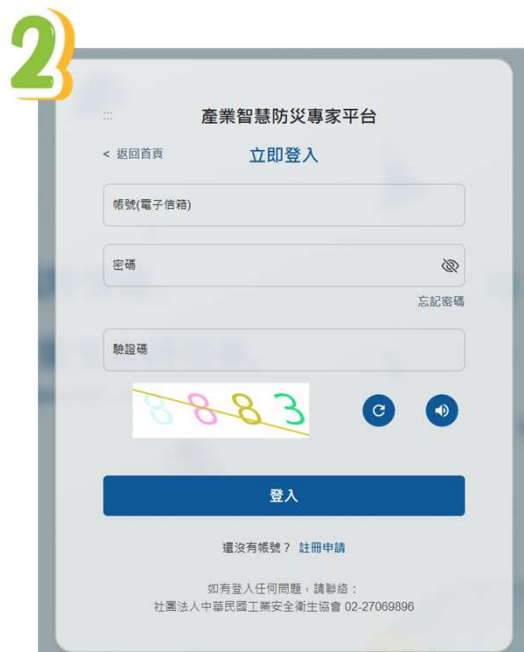 2
:::
產業智慧防災專家平台
< 返回首頁
立即登入
帳號(電子信箱)
密碼
忘記密碼
驗證碼
8883
登入
還沒有帳號？ 註冊申請
如有登入任何問題，請聯絡：
社團法人中華民國工業安全衛生協會 02-27069896